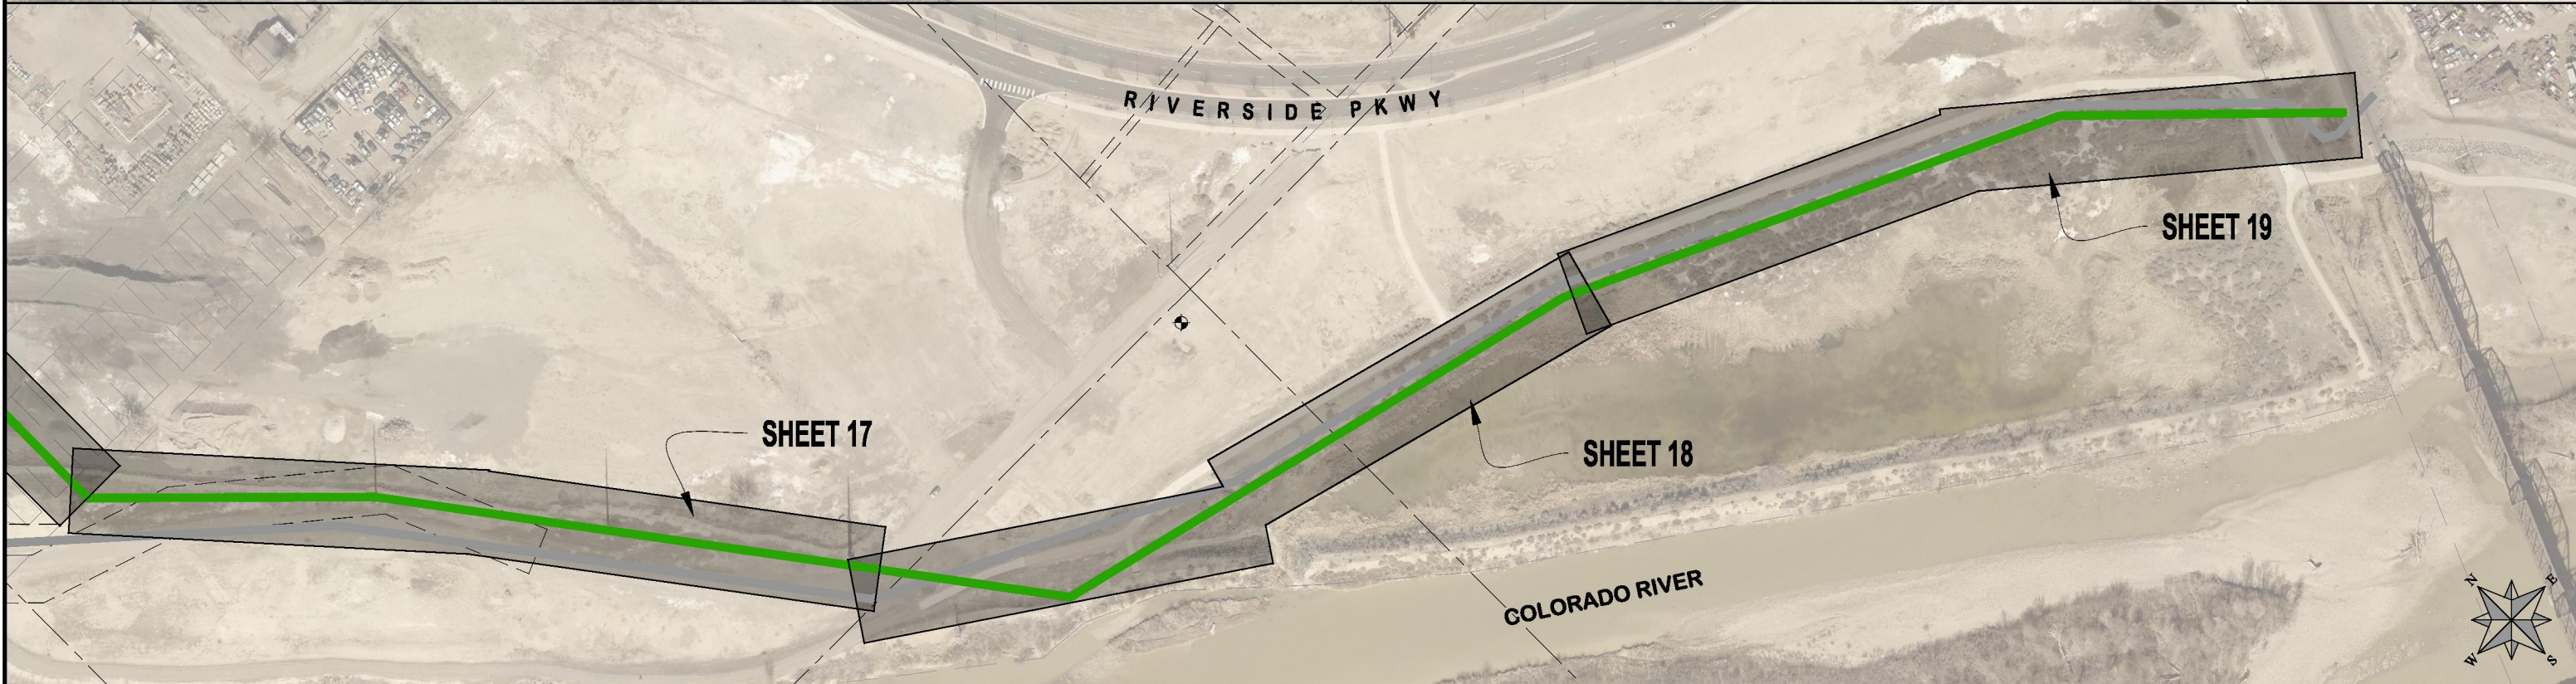 RIVERSIDE PKWY
SHEET 19
SHEET 17
SHEET 18
COLORADO RIVER
N
E
W
S